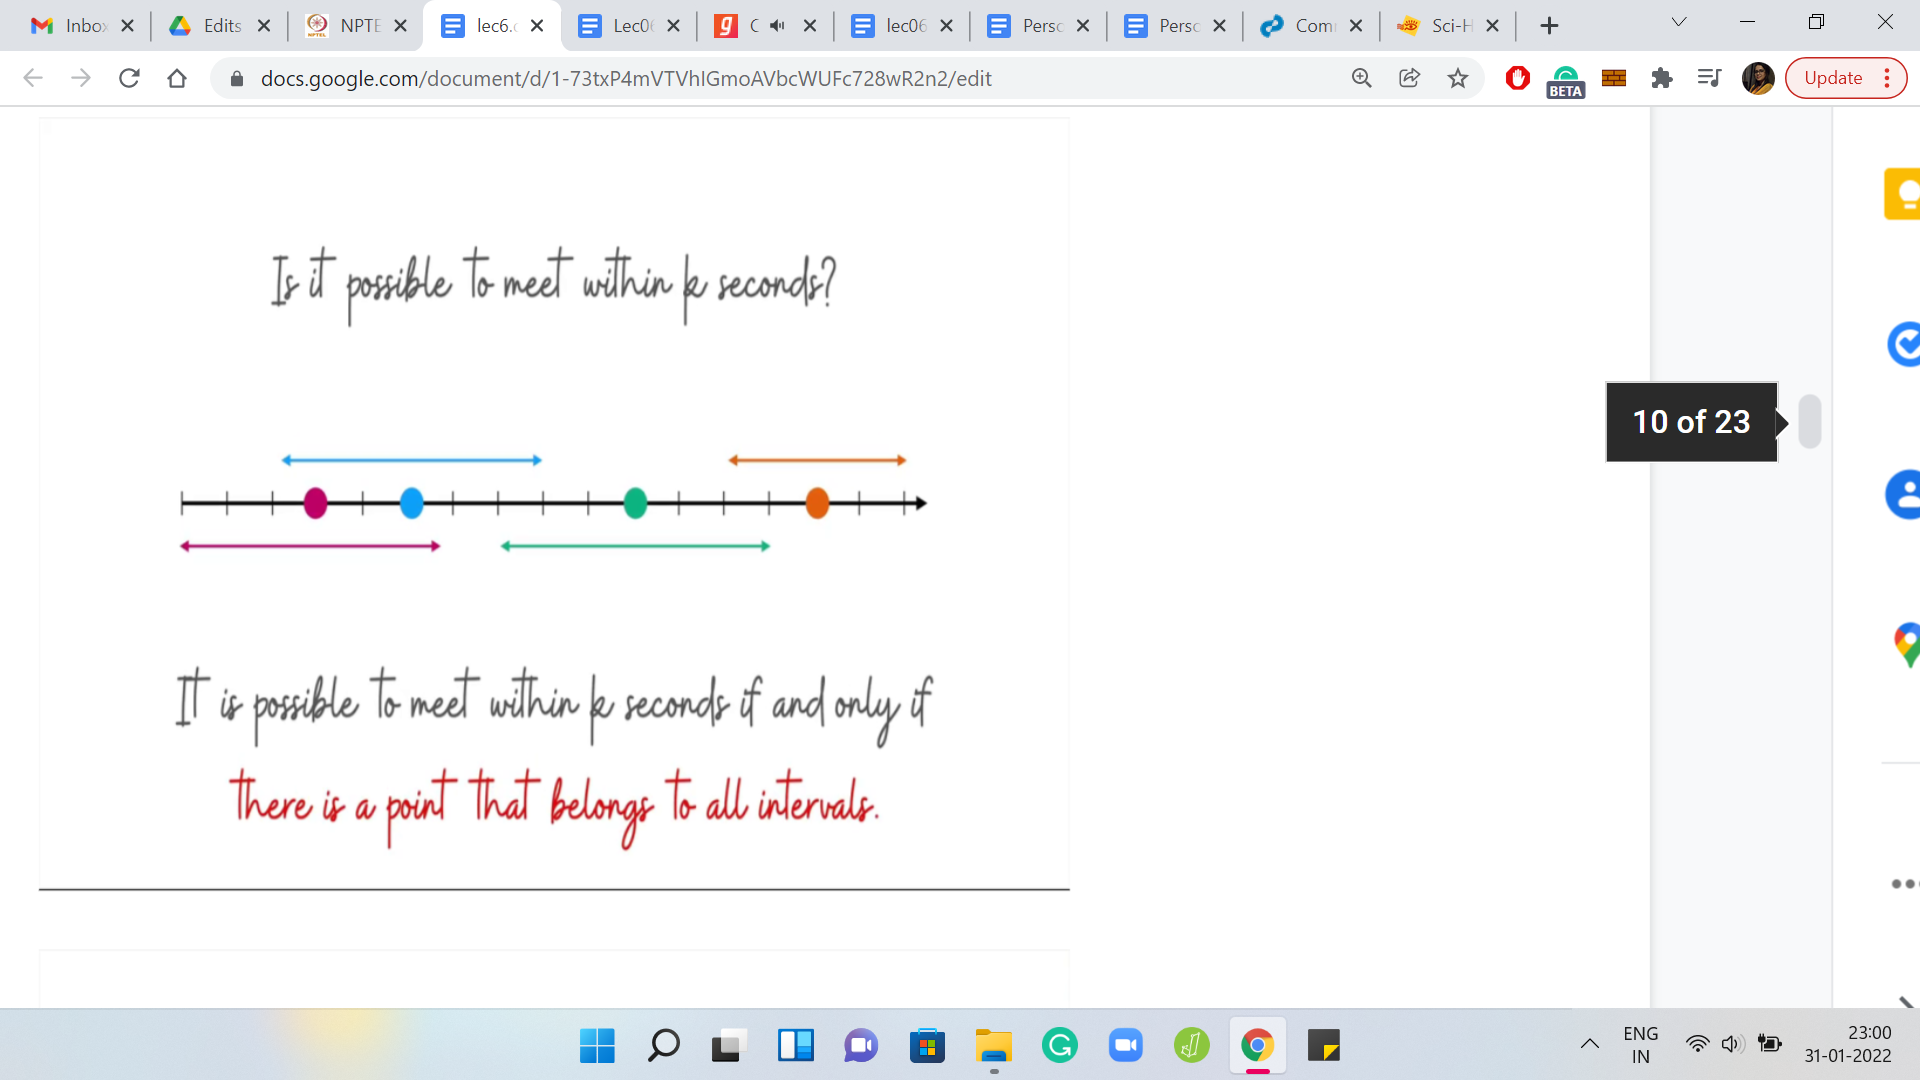 Inbox
Edits
NPTE
lec6.c
Lec06
C
lec06
Perso
Perso
Com
Sci-H
docs.google.com/document/d/1-73txP4mVTVhIGmoAVbcWUFc728wR2n2/edit
BETA
Update
Is it possible to meet within k seconds?
10 of 23
It is possible to meet within k seconds if and only if
there is a point that belongs to all intervals.
ENG
IN
23:00
31-01-2022